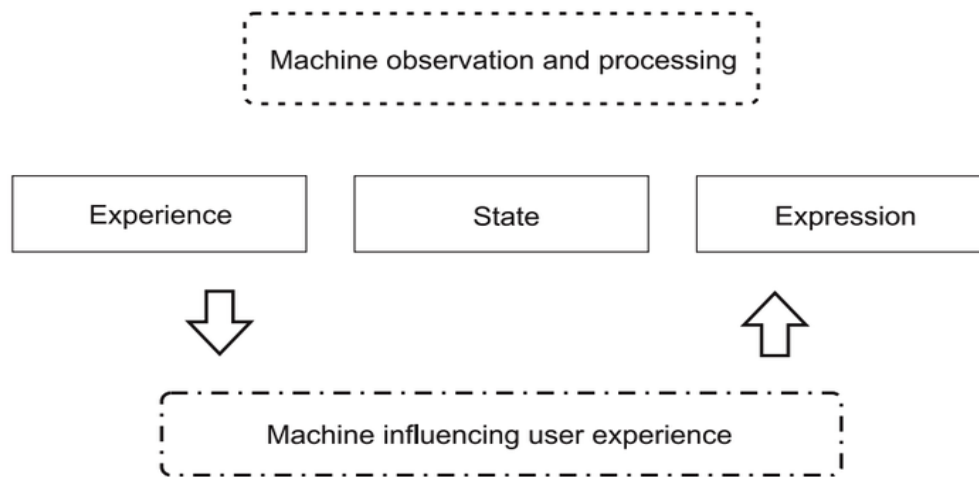 Machine observation and processing
Experience
State
Expression
Machine influencing user experience